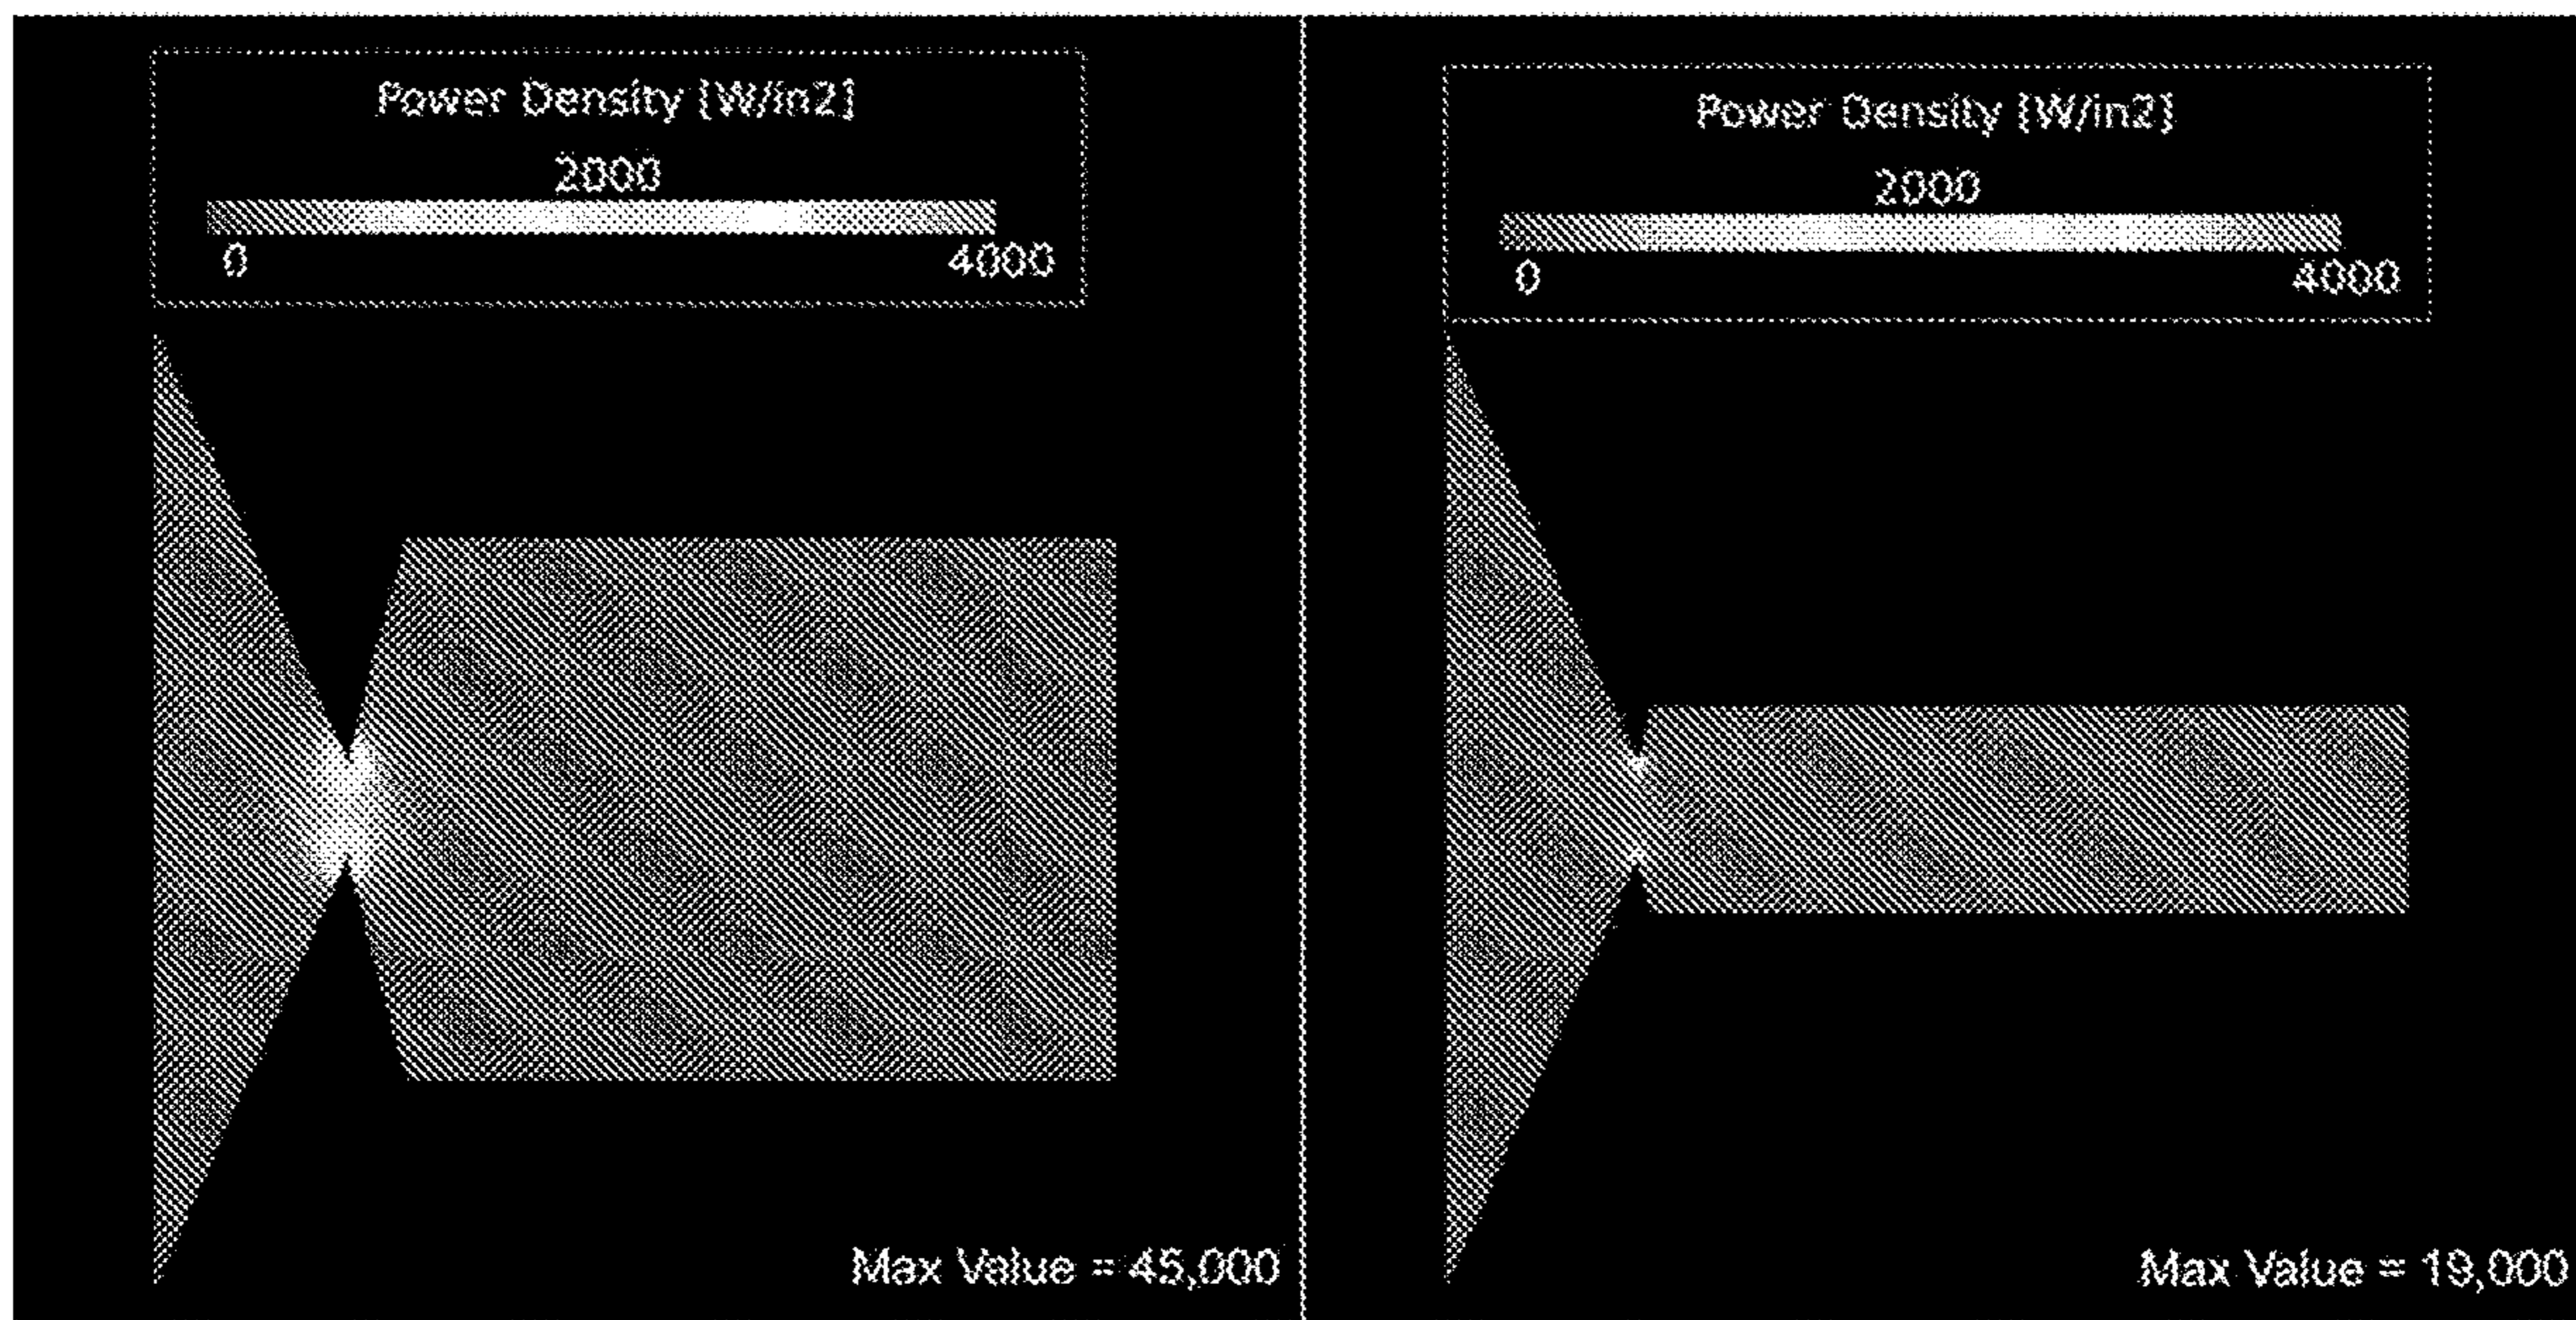 Power Density [W/in2]
2000
0 4000
Max Value = 45,000
Power Density [W/in2]
2000
0 4000
Max Value = 19,000